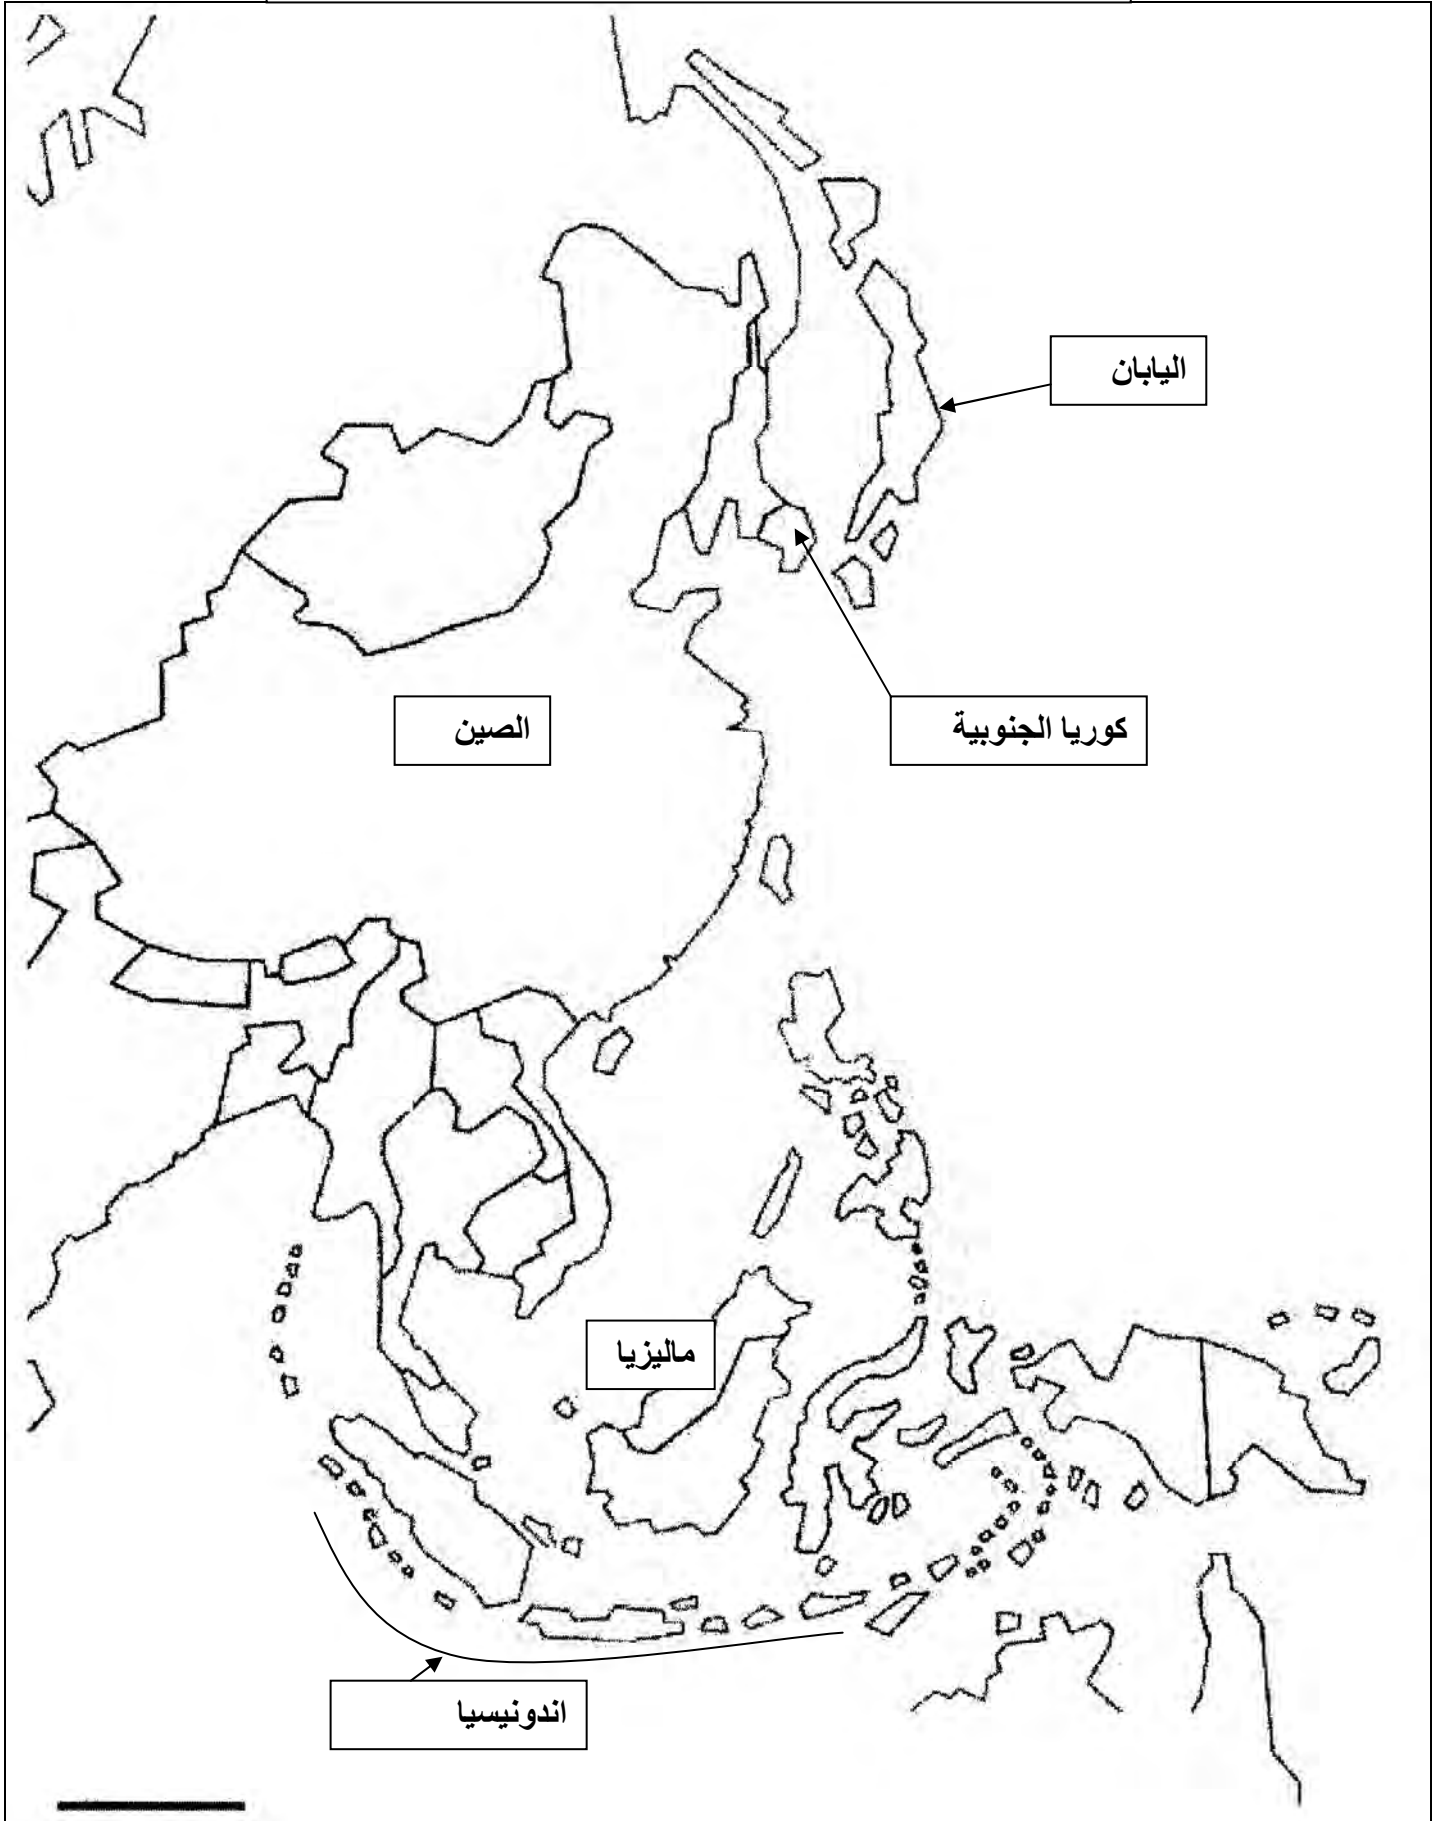 اليابان
الصين
كوريا الجنوبية
ماليزيا
اندونيسيا